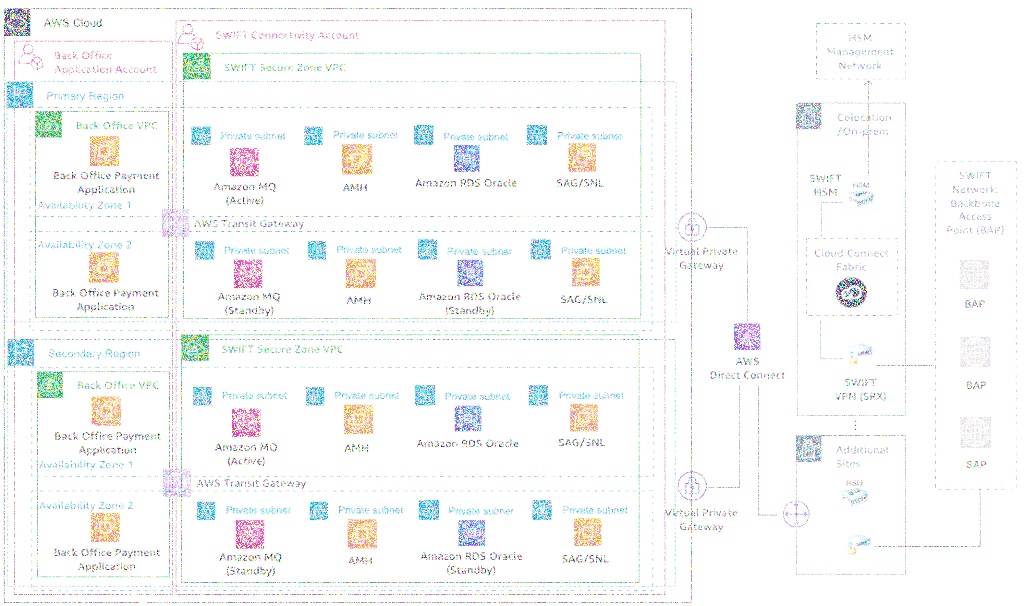 AWS Cloud
SWIFT Connectivity Account
Back Office
Application Account
SWIFT Secure Zone VPC
Primary Region
Back Office VPC
Back Office Payment
Application
Availability Zone 1
Private subnet
Private subnet
Private subnet
Private subnet
Amazon MQ
(Active)
AMH
Amazon RDS Oracle
SAG/SNL
AWS Transit Gateway
Availability Zone 2
Back Office Payment
Application
Private subnet
Private subnet
Private subnet
Private subnet
Amazon MQ
(Standby)
AMH
Amazon RDS Oracle
(Standby)
SAG/SNL
Secondary Region
SWIFT Secure Zone VPC
Back Office VPC
Back Office Payment
Application
Availability Zone 1
Private subnet
Private subnet
Private subnet
Private subnet
Amazon MQ
(Active)
AMH
Amazon RDS Oracle
SAG/SNL
AWS Transit Gateway
Availability Zone 2
Back Office Payment
Application
Private subnet
Private subnet
Private subnet
Private subnet
Amazon MQ
(Standby)
AMH
Amazon RDS Oracle
(Standby)
SAG/SNL
Virtual Private
Gateway
Virtual Private
Gateway
AWS
Direct Connect
HSM
Management
Network
Colocation
/On-prem
SWIFT
HSM
HSM
Cloud Connect
Fabric
SWIFT
VPN (SRX)
Additional
Sites
SWIFT
Network:
Backbone
Access
Point (BAP)
BAP
BAP
BAP